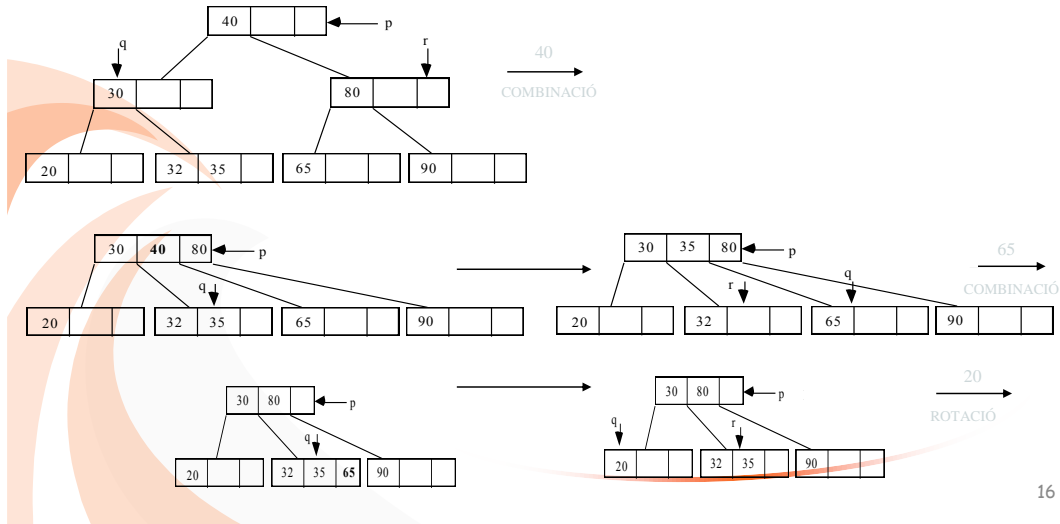 40 p
q r 40
30 80 COMBINACIÓ
20 32 35 65 90
30 40 80 p
q
20 32 35 65 90
30 35 80 p 65
r q COMBINACIÓ
20 32 65 90
30 80 p
q
20 32 35 65 90
30 80 p 20
q r ROTACIÓ
20 32 35 90
16